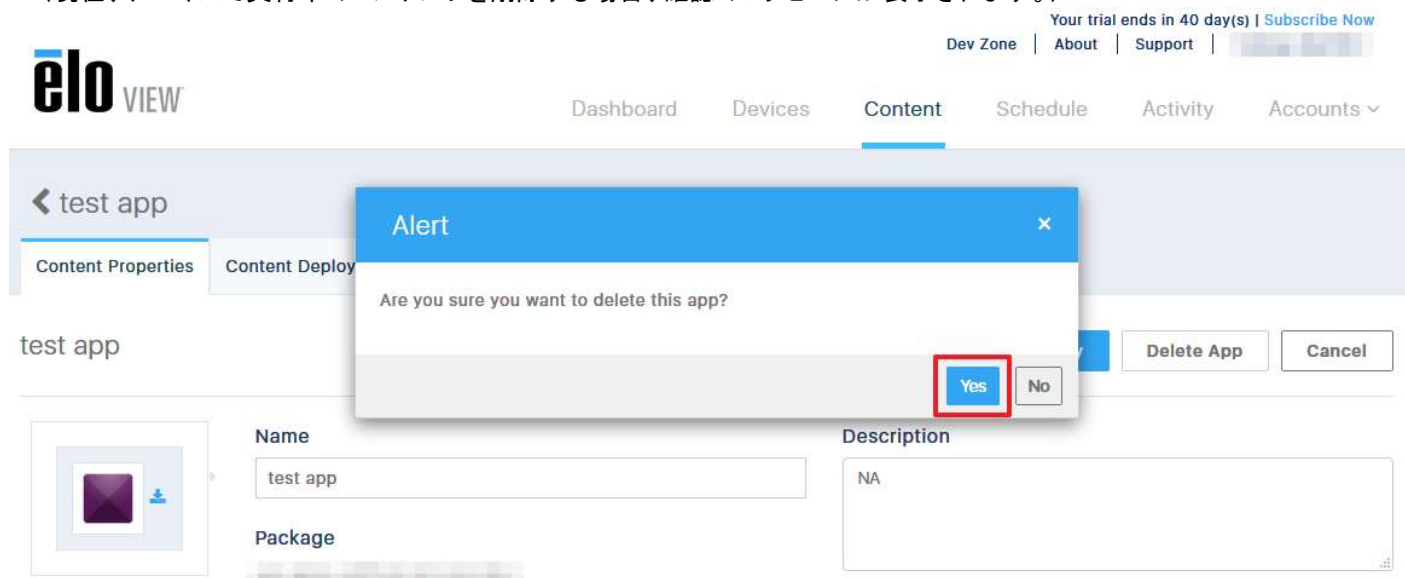 Your trial ends in 40 day(s) | Subscribe Now
Dev Zone | About | Support |
ēlo VIEW
Dashboard Devices Content Schedule Activity Accounts
test app
Alert ×
Content Properties Content Deploy
Are you sure you want to delete this app?
test app
Delete App Cancel
Yes No
Name
Description
test app
NA
Package